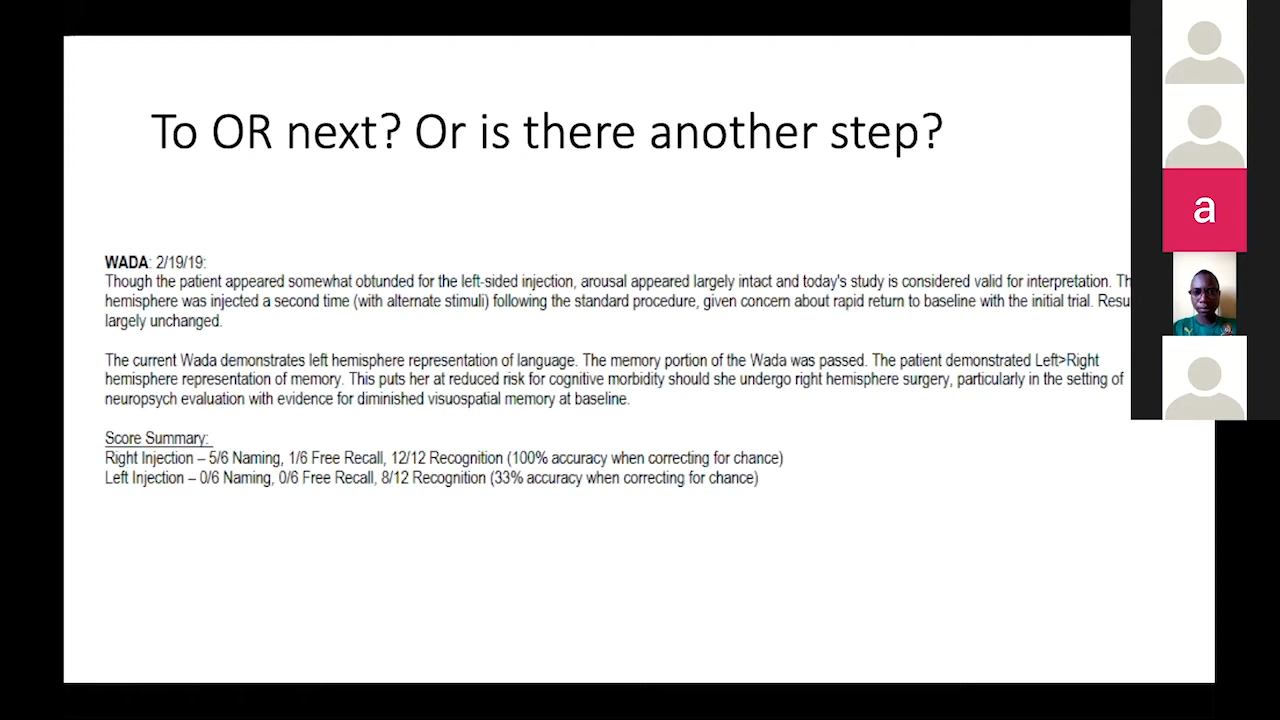 To OR next? Or is there another step?
WADA: 2/19/19:
Though the patient appeared somewhat obtunded for the left-sided injection, arousal appeared largely intact and today's study is considered valid for interpretation.
hemisphere was injected a second time (with alternate stimuli) following the standard procedure, given concern about rapid return to baseline with the initial trial.
largely unchanged.
The current Wada demonstrates left hemisphere representation of language. The memory portion of the Wada was passed. The patient demonstrated Left>Right
hemisphere representation of memory. This puts her at reduced risk for cognitive morbidity should she undergo right hemisphere surgery, particularly in the setting of
neuropsych evaluation with evidence for diminished visuospatial memory at baseline.
Score Summary:
Right Injection – 5/6 Naming, 1/6 Free Recall, 12/12 Recognition (100% accuracy when correcting for chance)
Left Injection – 0/6 Naming, 0/6 Free Recall, 8/12 Recognition (33% accuracy when correcting for chance)
a